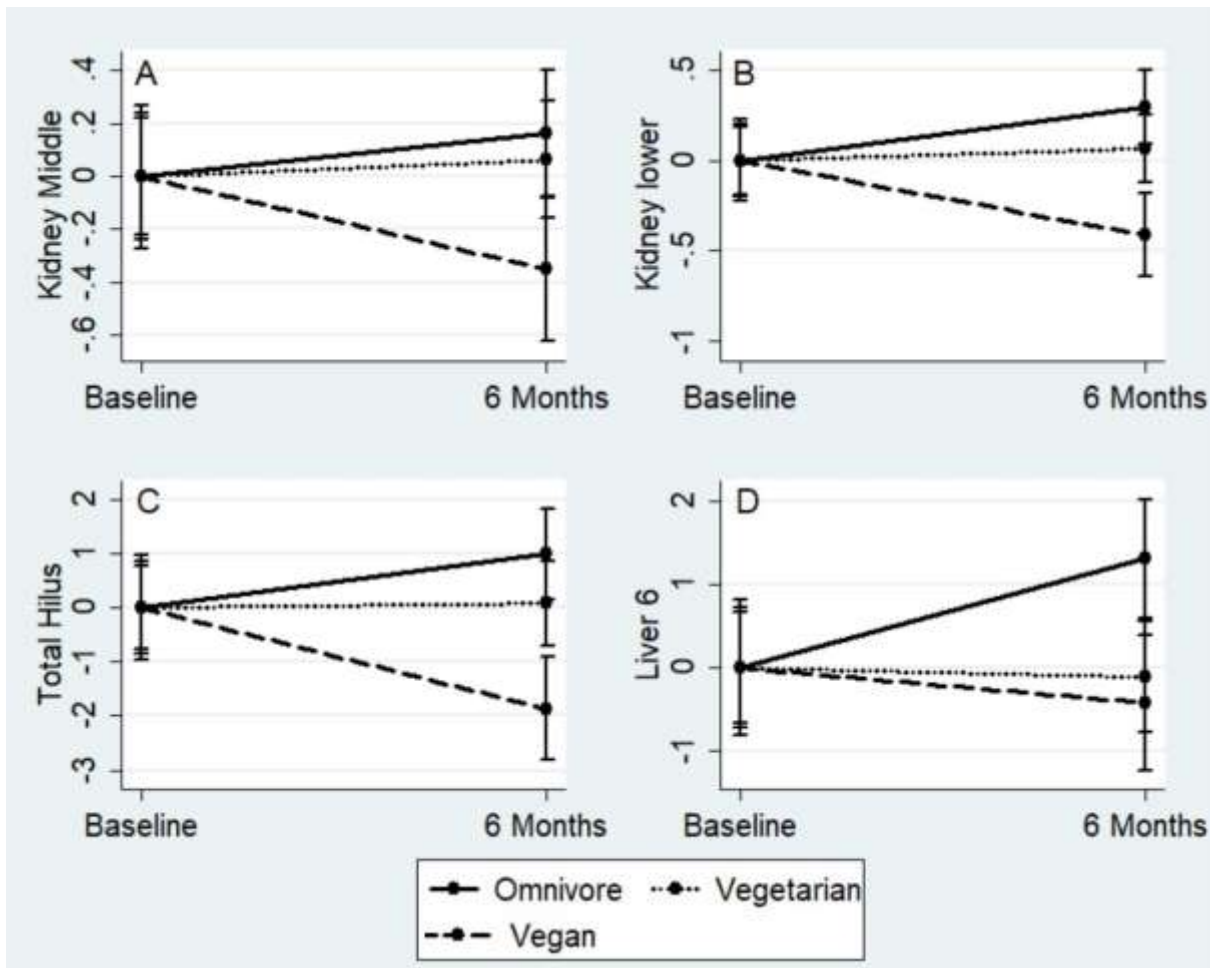 A
Kidney Middle
.4
.2
0
-.2
-.4
-.6
Baseline
6 Months
B
Kidney lower
.5
0
-.5
-1
Baseline
6 Months
C
Total Hilus
2
1
0
-1
-2
-3
Baseline
6 Months
D
Liver 6
2
1
0
-1
Baseline
6 Months
Omnivore
Vegetarian
Vegan